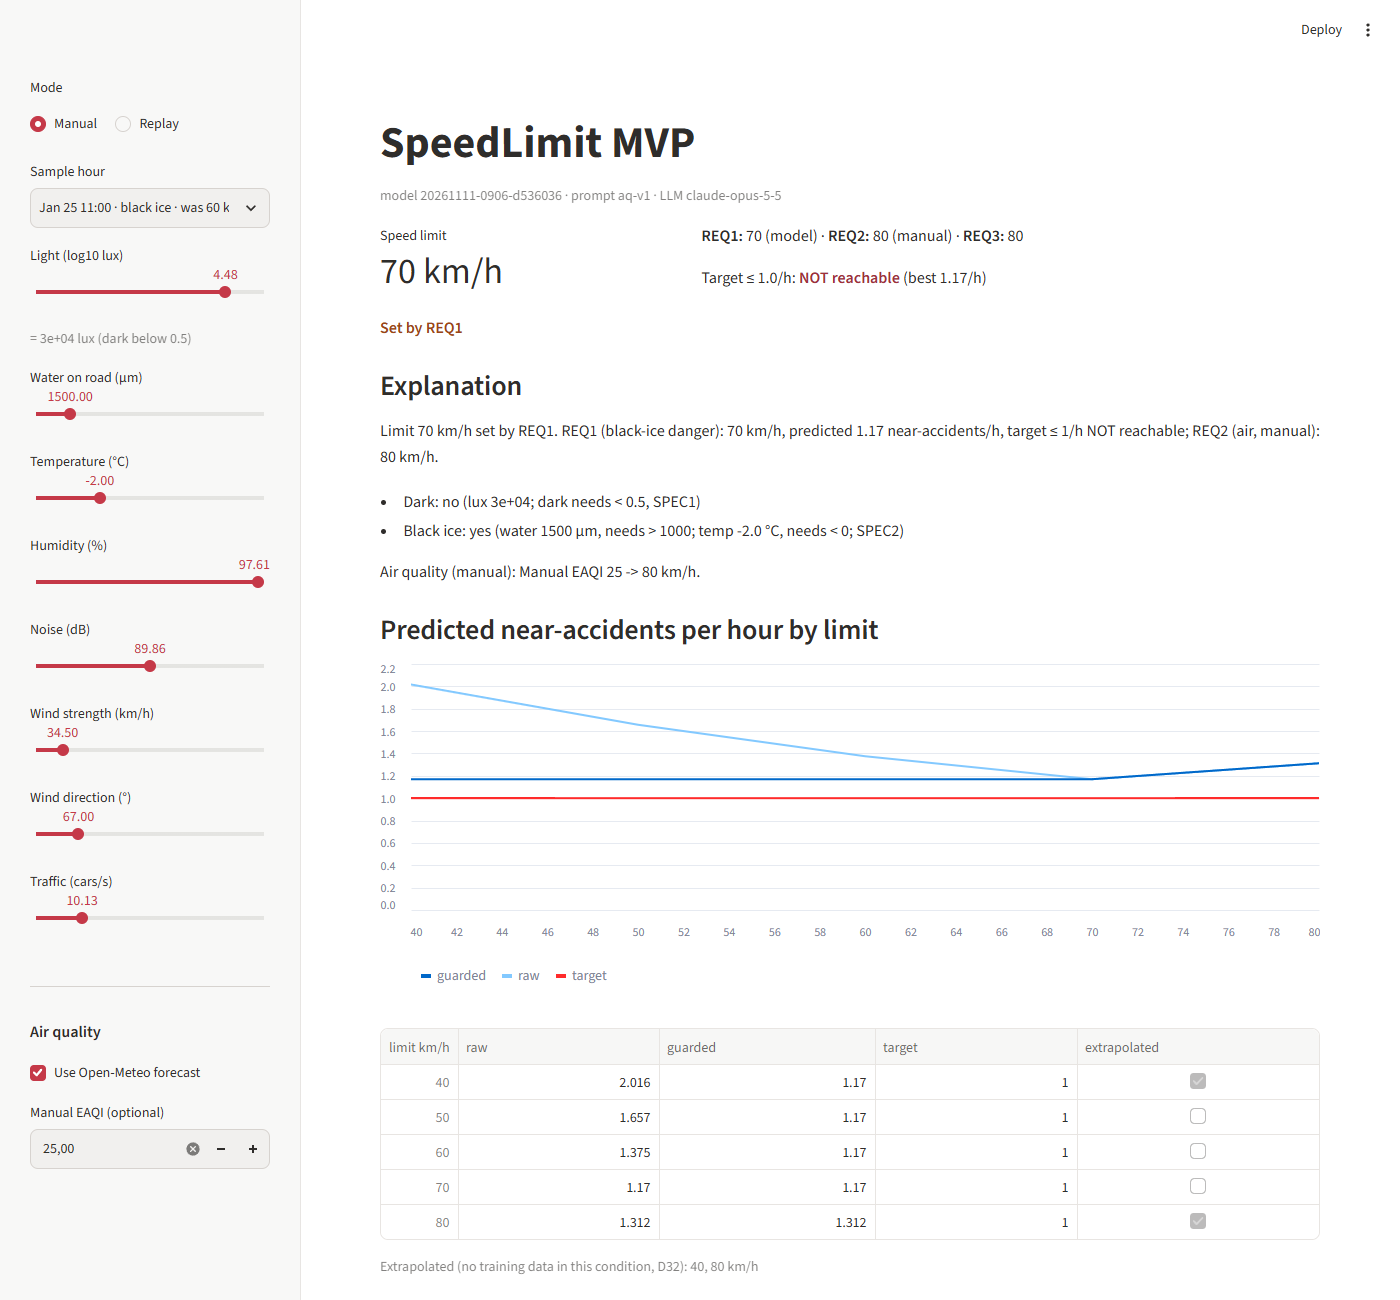 Deploy
Mode
Manual
Replay
Sample hour
Jan 25 11:00 · black ice · was 60 k
Light (log10 lux)
4.48
= 3e+04 lux (dark below 0.5)
Water on road (µm)
1500.00
Temperature (°C)
-2.00
Humidity (%)
97.61
Noise (dB)
89.86
Wind strength (km/h)
34.50
Wind direction (°)
67.00
Traffic (cars/s)
10.13
Air quality
Use Open-Meteo forecast
Manual EAQI (optional)
25,00
SpeedLimit MVP
model 20261111-0906-d536036 · prompt aq-v1 · LLM claude-opus-5-5
Speed limit
70 km/h
Set by REQ1
REQ1: 70 (model) · REQ2: 80 (manual) · REQ3: 80
Target ≤ 1.0/h: NOT reachable (best 1.17/h)
Explanation
Limit 70 km/h set by REQ1. REQ1 (black-ice danger): 70 km/h, predicted 1.17 near-accidents/h, target ≤ 1/h NOT reachable; REQ2 (air, manual):
80 km/h.
• Dark: no (lux 3e+04; dark needs < 0.5, SPEC1)
• Black ice: yes (water 1500 µm, needs > 1000; temp -2.0 °C, needs < 0; SPEC2)
Air quality (manual): Manual EAQI 25 -> 80 km/h.
Predicted near-accidents per hour by limit
2.2
2.0
1.8
1.6
1.4
1.2
1.0
0.8
0.6
0.4
0.2
0.0
40 42 44 46 48 50 52 54 56 58 60 62 64 66 68 70 72 74 76 78 80
guarded raw target
limit km/h raw guarded target extrapolated
40 2.016 1.17 1
50 1.657 1.17 1
60 1.375 1.17 1
70 1.17 1.17 1
80 1.312 1.312 1
Extrapolated (no training data in this condition, D32): 40, 80 km/h